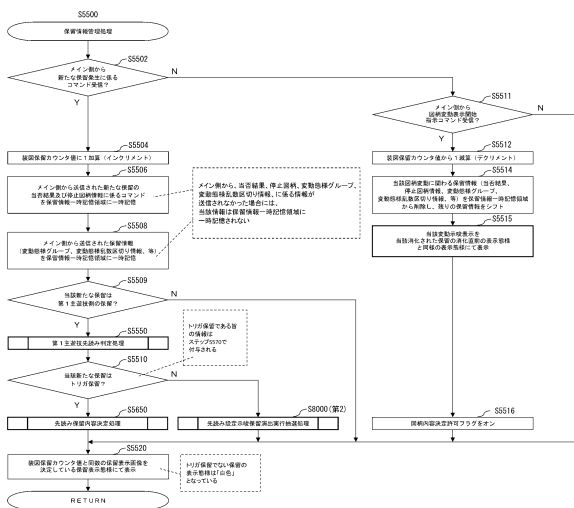 S5500
保留情報管理処理
S5502
メイン側から
新たな保留発生に係る
コマンド受信?
N
Y
S5511
メイン側から
図柄変動表示開始
指示コマンド受信?
N
Y
S5504
装図保留カウンタ値に1加算(インクリメント)
S5512
装図保留カウンタ値から1減算(デクリメント)
S5506
メイン側から送信された新たな保留の
当否結果及び停止図柄情報に係るコマンド
を保留情報一時記憶領域に一時記憶
メイン側から、当否結果、停止図柄、変動態様グループ、
変動態様乱数区切り情報、に係る情報が
送信されなかった場合には、
当該情報は保留情報一時記憶領域に
一時記憶されない
S5514
当該図柄変動に関わる保留情報(当否結果、
停止図柄情報、変動態様グループ、
変動態様乱数区切り情報、等)を保留情報一時記憶領域
から削除し、残りの保留情報をシフト
S5508
メイン側から送信された保留情報
(変動態様グループ、変動態様乱数区切り情報、等)
を保留情報一時記憶領域に一時記憶
S5515
当該変動示唆表示を
当該消化された保留の消化直前の表示態様
と同様の表示態様にて表示
S5509
当該新たな保留は
第1主遊技側の保留?
N
Y
S5550
第1主遊技先読み判定処理
トリガ保留である旨
の情報は
ステップ5570で
付与される
S5510
当該新たな保留は
トリガ保留?
N
Y
S5650
先読み保留内容決定処理
S8000(第2)
先読み設定示唆保留演出実行抽選処理
S5516
図柄内容決定許可フラグをオン
S5520
装図保留カウンタ値と同数の保留表示画像を
決定している保留表示態様にて表示
トリガ保留でない保留の
表示態様は「白色」
となっている
RETURN